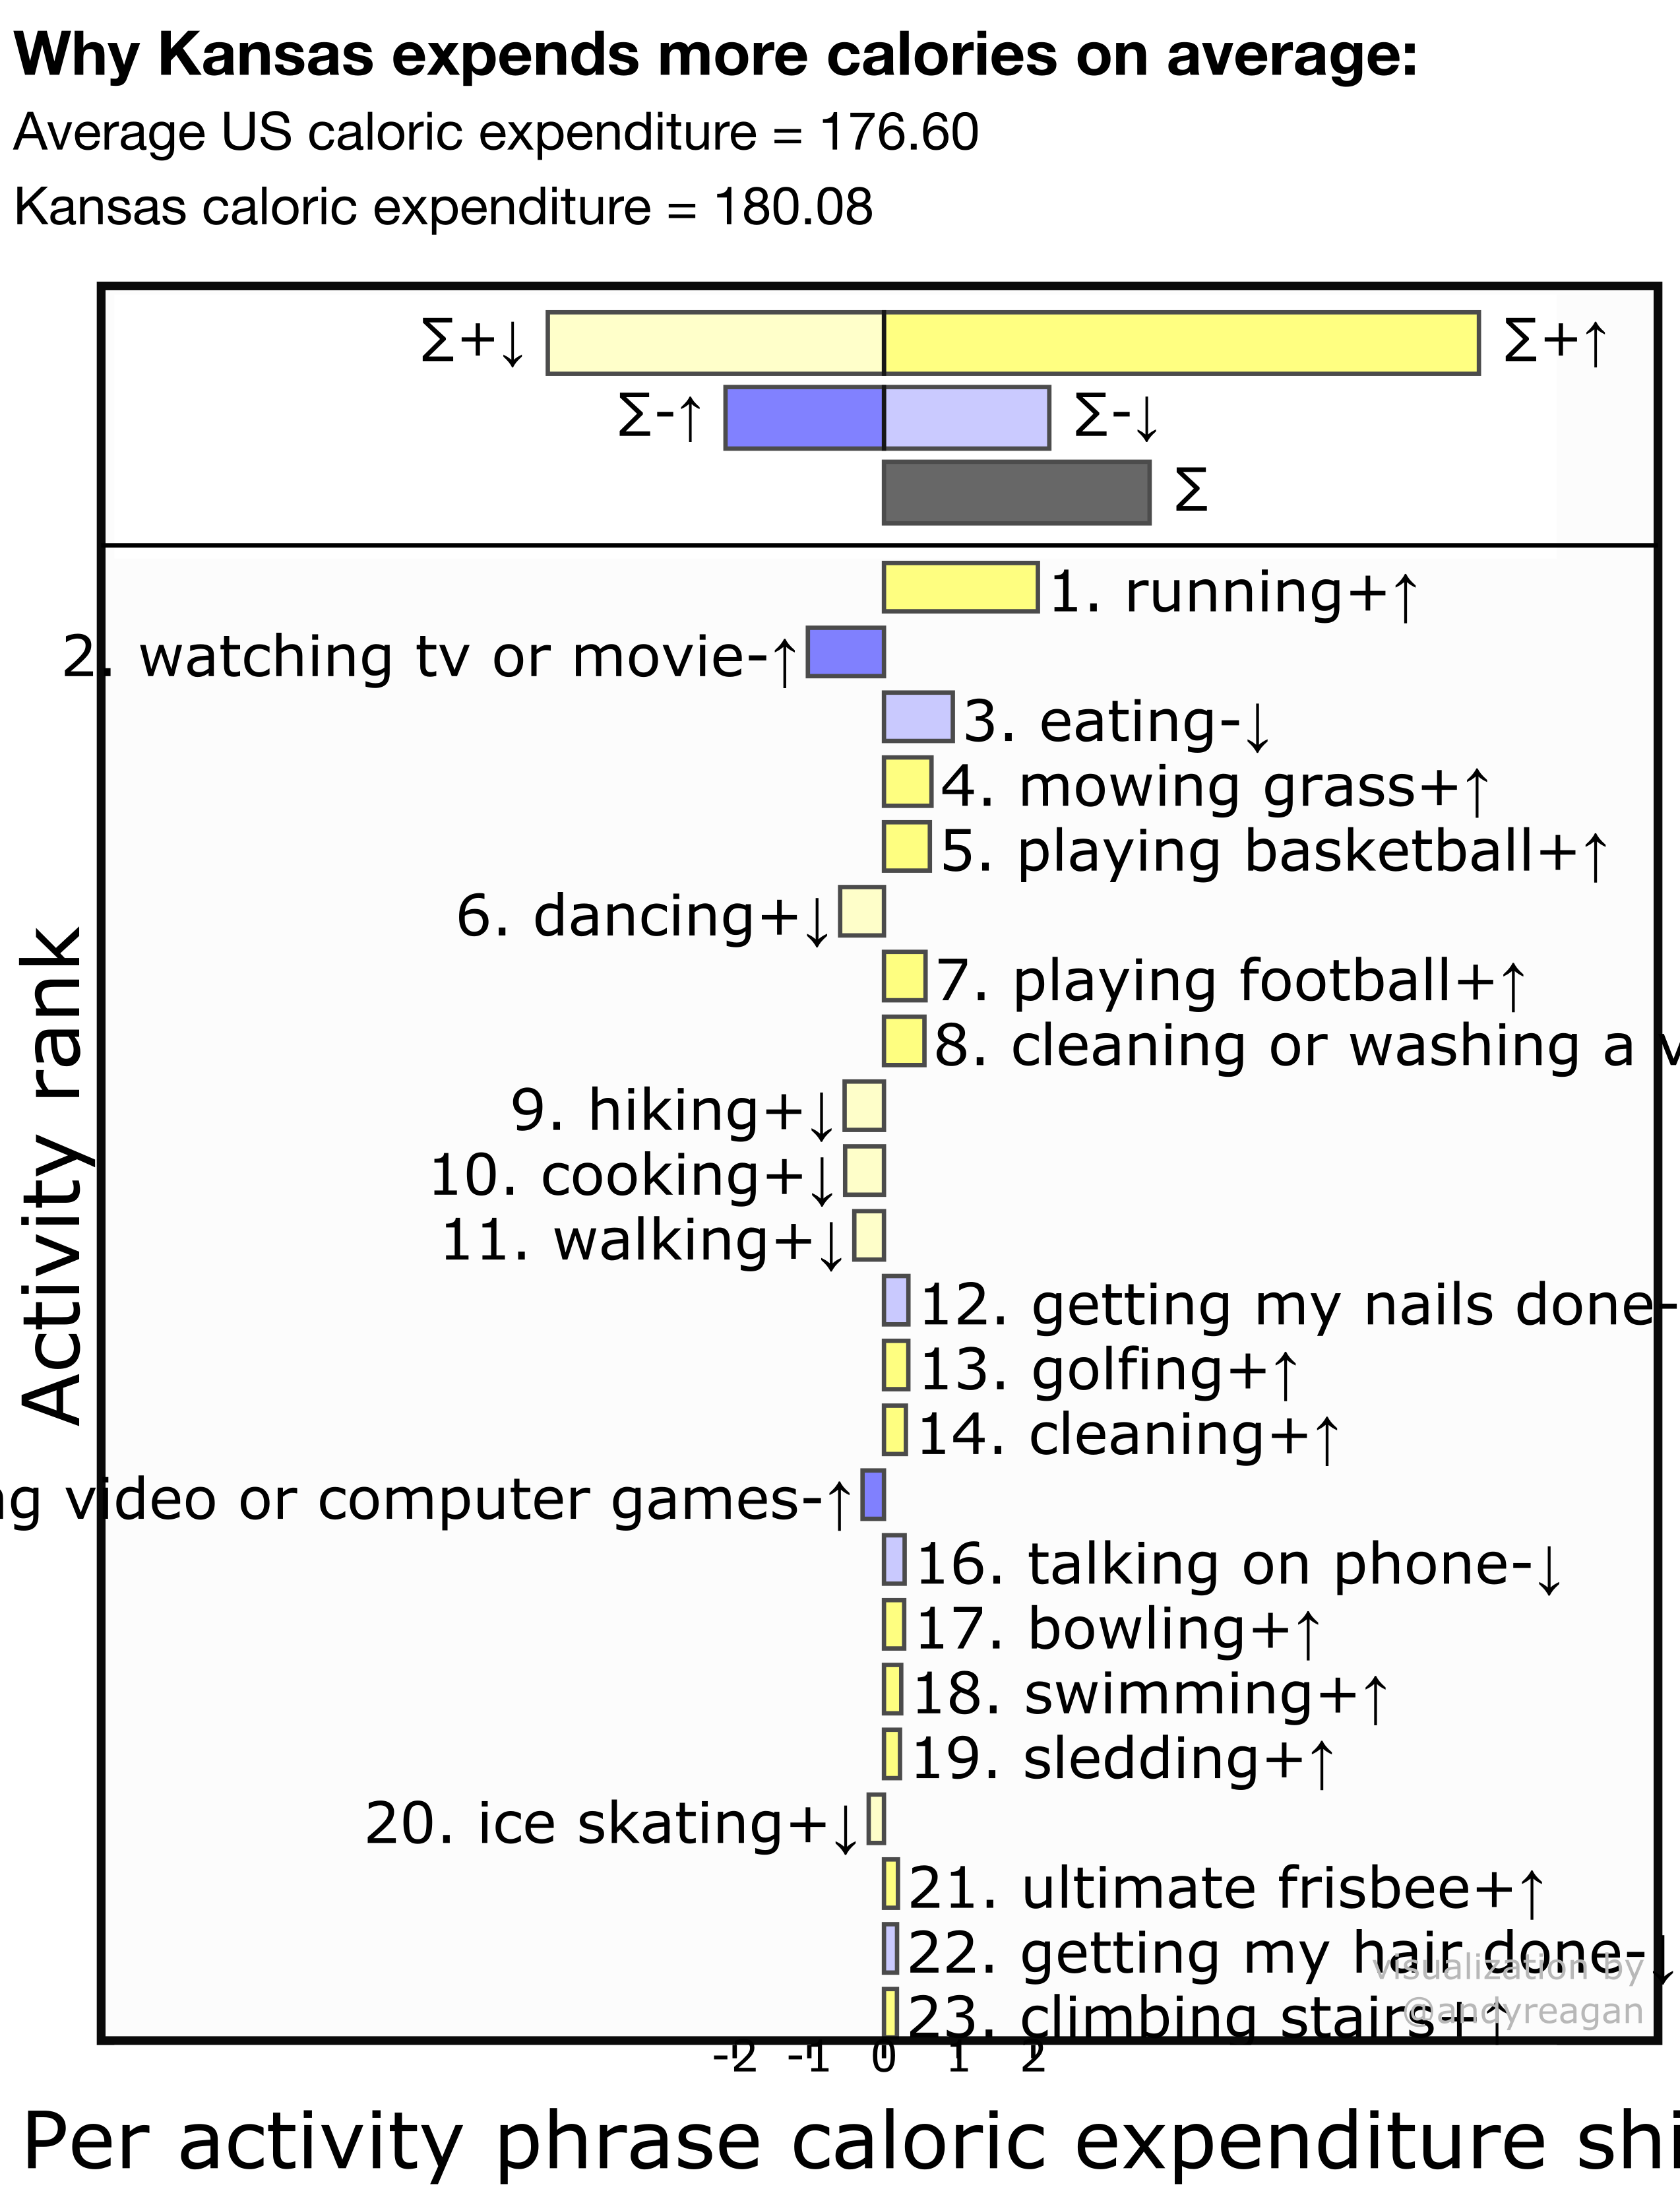 Why Kansas expends more calories on average:
Average US caloric expenditure = 176.60
Kansas caloric expenditure = 180.08
∑+↓ ∑+↑
∑-↑ ∑-↓
∑
1. running+↑
2. watching tv or movie-↑
3. eating-↓
4. mowing grass+↑
5. playing basketball+↑
6. dancing+↓
7. playing football+↑
8. cleaning or washing a
9. hiking+↓
10. cooking+↓
11. walking+↓
12. getting my nails done-
13. golfing+↑
14. cleaning+↑
video or computer games-↑
16. talking on phone-↓
17. bowling+↑
18. swimming+↑
19. sledding+↑
20. ice skating+↓
21. ultimate frisbee+↑
22. getting my hair done-↓
23. climbing stairs+↑
visualization by
@andyreagan
Activity rank
-2 -1 0 1 2
Per activity phrase caloric expenditure